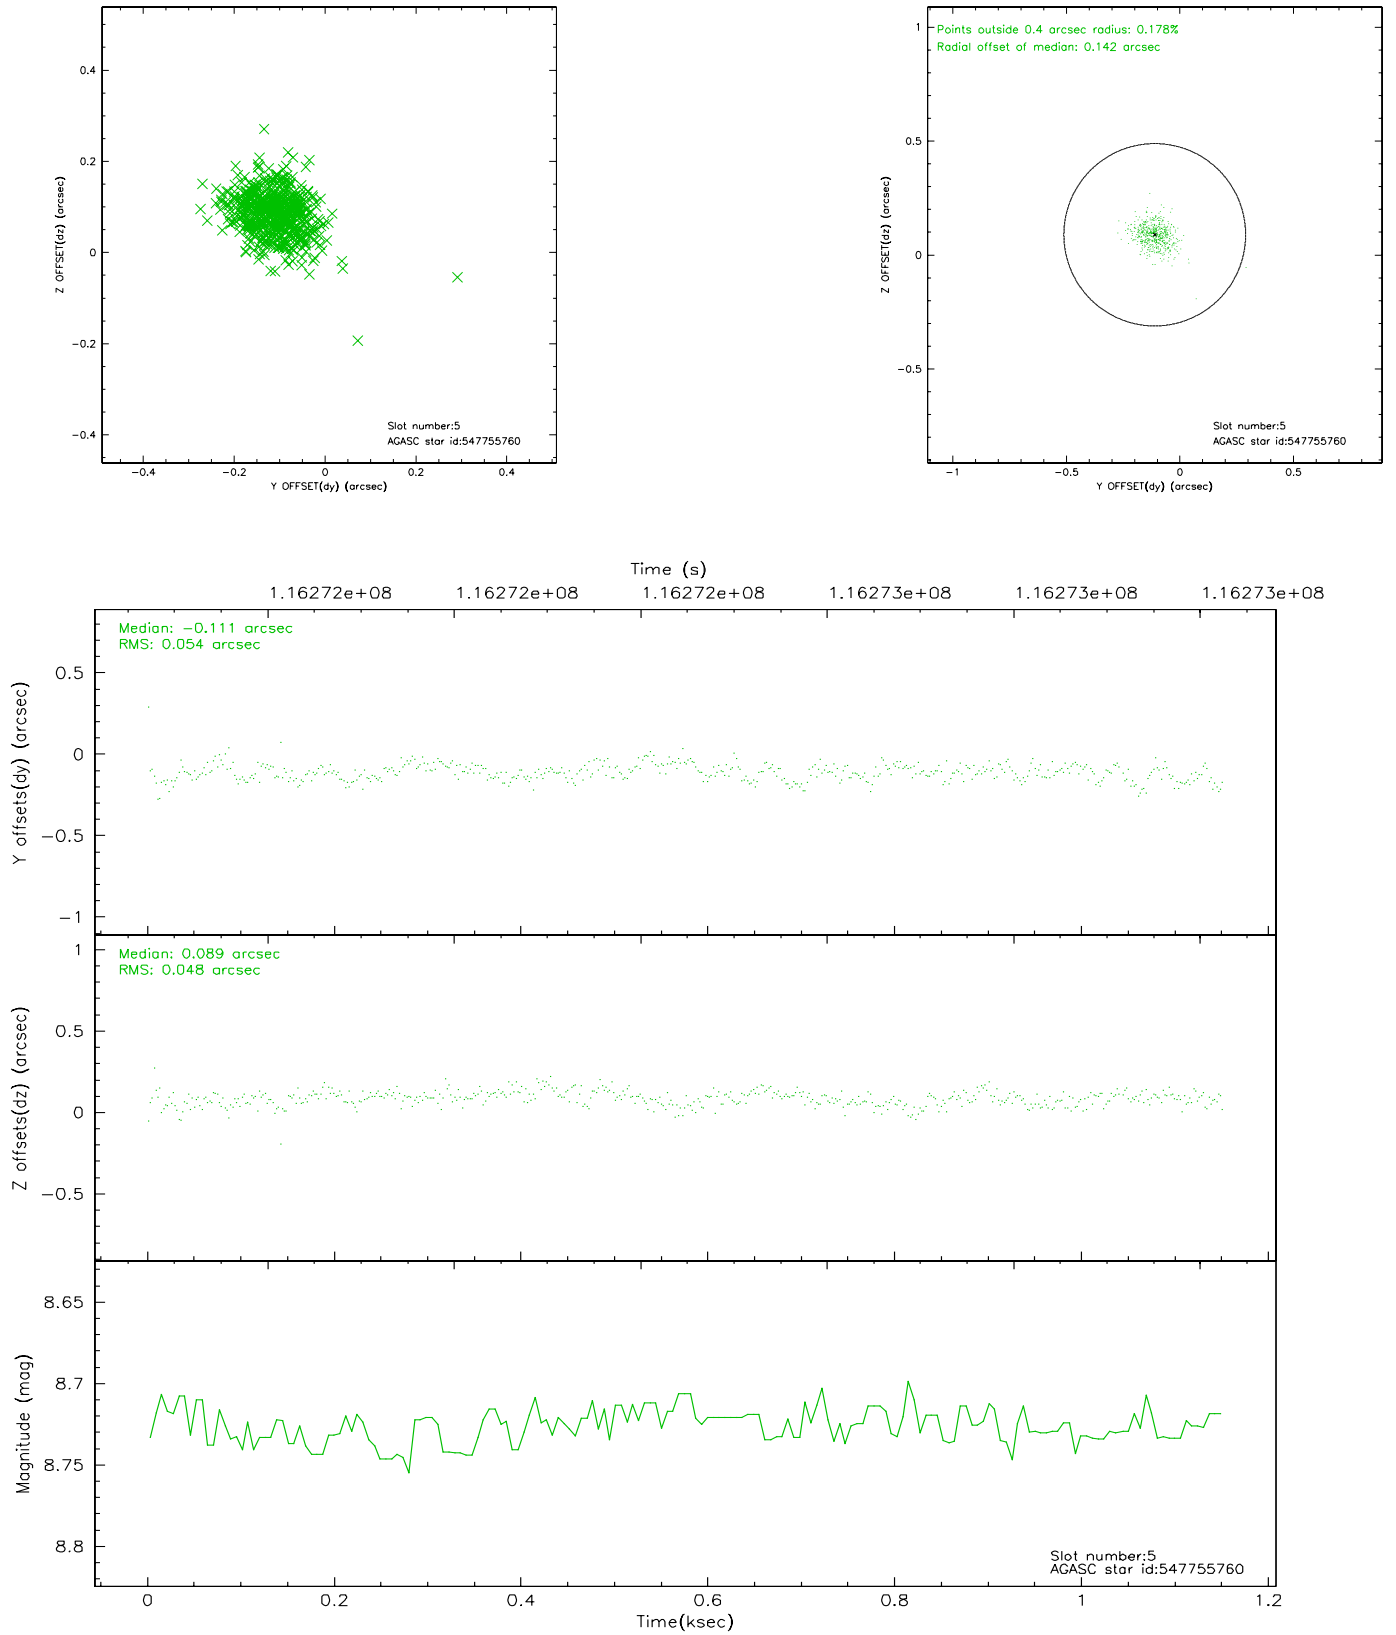 0.4
0.2
0
−0.2
−0.4
Z OFFSET(dz) (arcsec)
−0.4 −0.2 0 0.2 0.4
Y OFFSET(dy) (arcsec)
Slot number:5
AGASC star id:547755760
Points outside 0.4 arcsec radius: 0.178%
Radial offset of median: 0.142 arcsec
1
0.5
0
−0.5
Z OFFSET(dz) (arcsec)
−1 −0.5 0 0.5
Y OFFSET(dy) (arcsec)
Slot number:5
AGASC star id:547755760
Time (s)
1.16272e+08 1.16272e+08 1.16272e+08 1.16273e+08 1.16273e+08 1.16273e+08
Median: −0.111 arcsec
RMS: 0.054 arcsec
0.5
0
−0.5
−1
Y offsets(dy) (arcsec)
Median: 0.089 arcsec
RMS: 0.048 arcsec
1
0.5
0
−0.5
Z offsets(dz) (arcsec)
8.65
8.7
8.75
8.8
Magnitude (mag)
Slot number:5
AGASC star id:547755760
0 0.2 0.4 0.6 0.8 1 1.2
Time(ksec)